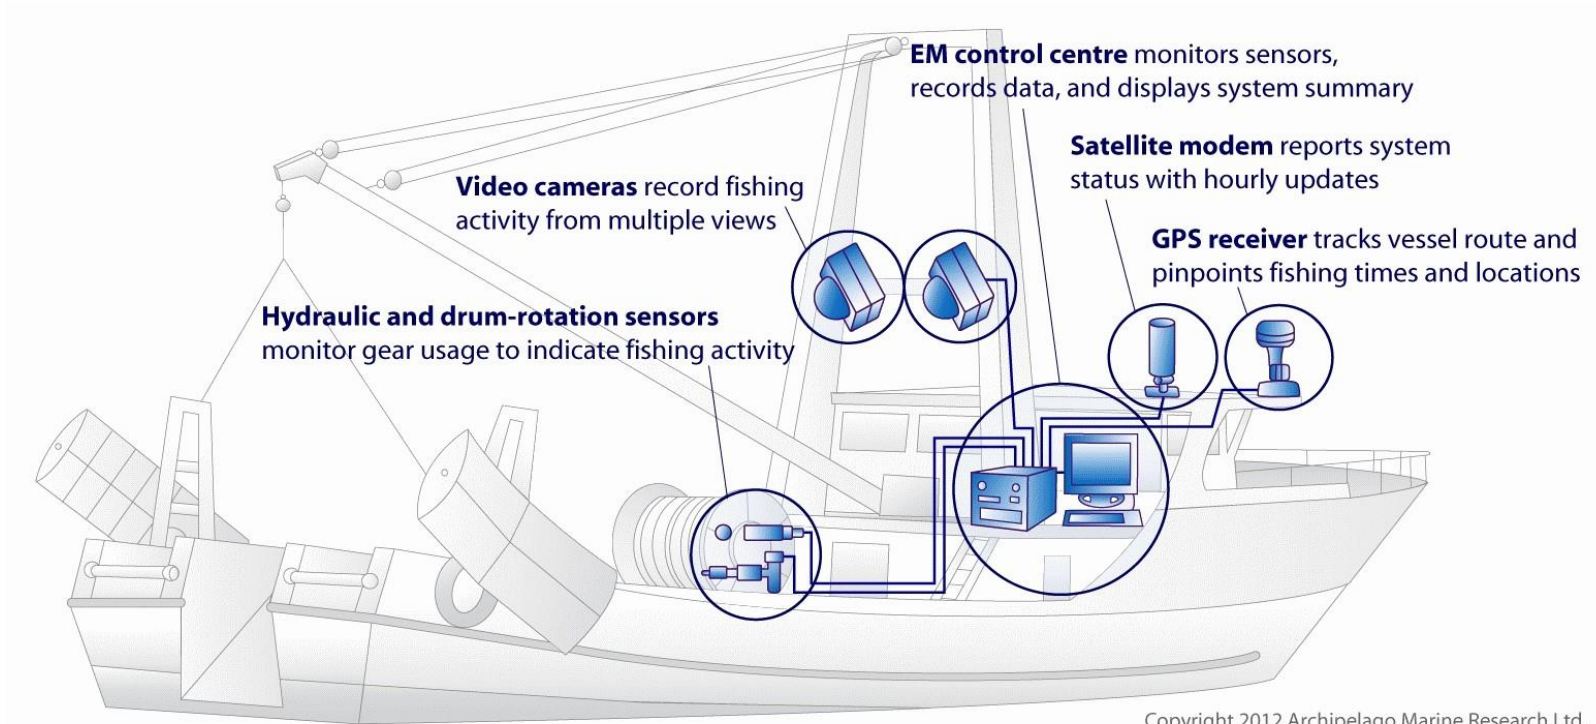 EM control centre monitors sensors,
records data, and displays system summary
Satellite modem reports system
status with hourly updates
Video cameras record fishing
activity from multiple views
GPS receiver tracks vessel route and
pinpoints fishing times and locations
Hydraulic and drum-rotation sensors
monitor gear usage to indicate fishing activity
Copyright 2012 Archipelago Marine Research Ltd